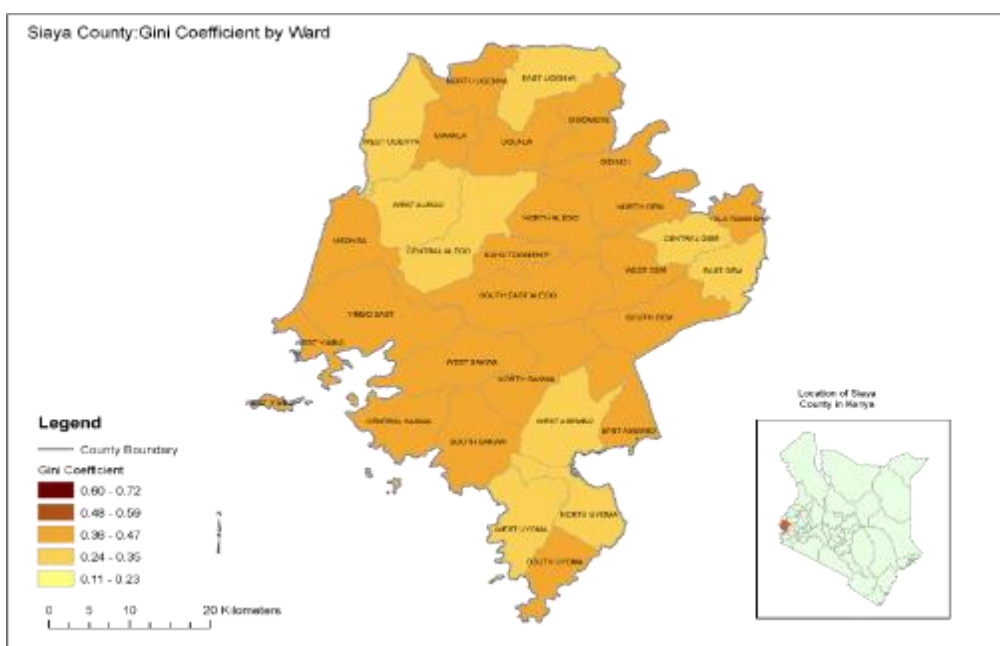 Siaya County:Gini Coefficient by Ward
NORTH UGENYA
EAST UGENYA
WEST UGENYA
UGUNJA
SIDINDI
WEST ALEGO
NORTH ALEGO
NORTH GEM
YALA TOWNSHIP
CENTRAL GEM
USONGA
CENTRAL ALEGO
SIAYA TOWNSHIP
WEST GEM
EAST GEM
SOUTH EAST ALEGO
YIMBO EAST
SOUTH GEM
WEST YIMBO
WEST SAKWA
NORTH SAKWA
WEST YIMBO
CENTRAL SAKWA
WEST ASEMBO
EAST ASEMBO
SOUTH SAKWA
WEST UYOMA
NORTH UYOMA
SOUTH UYOMA
Location of Siaya
County in Kenya
Legend
County Boundary
Gini Coefficient
0.60 - 0.72
0.48 - 0.59
0.36 - 0.47
0.24 - 0.35
0.11 - 0.23
0 5 10 20 Kilometers